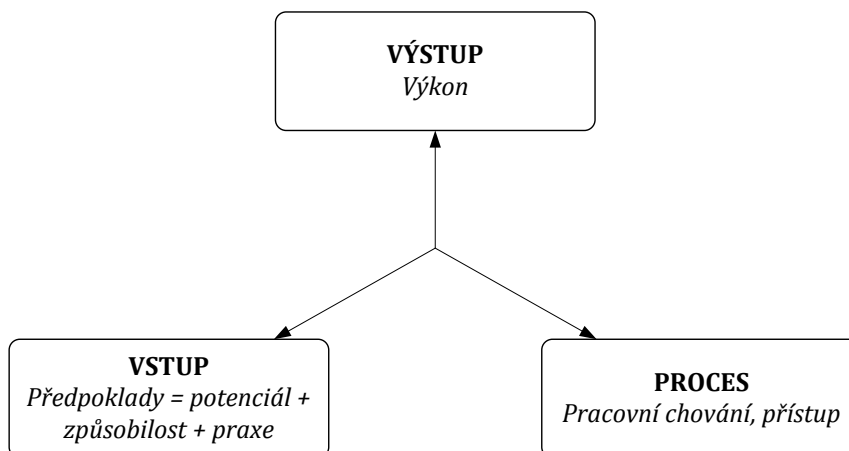 VÝSTUP
Výkon
VSTUP
Předpoklady = potenciál +
způsobilost + praxe
PROCES
Pracovní chování, přístup